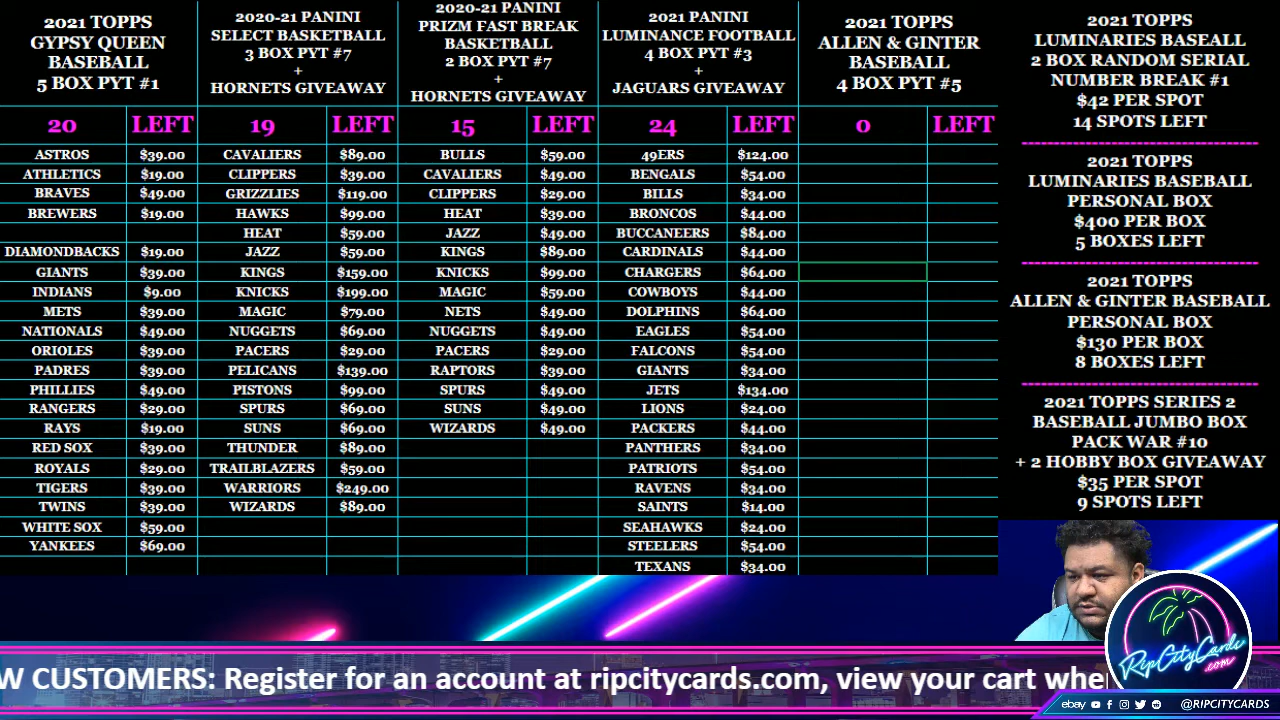 2021 TOPPS
GYPSY QUEEN
BASEBALL
5 BOX PYT #1
20 LEFT
ASTROS $39.00
ATHLETICS $19.00
BRAVES $49.00
BREWERS $19.00
DIAMONDBACKS $19.00
GIANTS $39.00
INDIANS $9.00
METS $39.00
NATIONALS $49.00
ORIOLES $39.00
PADRES $39.00
PHILLIES $49.00
RANGERS $29.00
RAYS $19.00
RED SOX $39.00
ROYALS $29.00
TIGERS $39.00
TWINS $39.00
WHITE SOX $59.00
YANKEES $69.00
2020-21 PANINI
SELECT BASKETBALL
3 BOX PYT #7
+
HORNETS GIVEAWAY
19 LEFT
CAVALIERS $89.00
CLIPPERS $39.00
GRIZZLIES $119.00
HAWKS $99.00
HEAT $59.00
JAZZ $59.00
KINGS $159.00
KNICKS $199.00
MAGIC $79.00
NUGGETS $69.00
PACERS $29.00
PELICANS $139.00
PISTONS $99.00
SPURS $69.00
SUNS $69.00
THUNDER $89.00
TRAILBLAZERS $59.00
WARRIORS $249.00
WIZARDS $89.00
2020-21 PANINI
PRIZM FAST BREAK
BASKETBALL
2 BOX PYT #7
+
HORNETS GIVEAWAY
15 LEFT
BULLS $59.00
CAVALIERS $49.00
CLIPPERS $29.00
HEAT $39.00
JAZZ $49.00
KINGS $89.00
KNICKS $99.00
MAGIC $59.00
NETS $49.00
NUGGETS $49.00
PACERS $29.00
RAPTORS $39.00
SPURS $49.00
SUNS $49.00
WIZARDS $49.00
2021 PANINI
LUMINANCE FOOTBALL
4 BOX PYT #3
+
JAGUARS GIVEAWAY
24 LEFT
49ERS $124.00
BENGALS $54.00
BILLS $34.00
BRONCOS $44.00
BUCCANEERS $84.00
CARDINALS $44.00
CHARGERS $64.00
COWBOYS $44.00
DOLPHINS $64.00
EAGLES $54.00
FALCONS $54.00
GIANTS $34.00
JETS $134.00
LIONS $24.00
PACKERS $44.00
PANTHERS $34.00
PATRIOTS $54.00
RAVENS $34.00
SAINTS $14.00
SEAHAWKS $24.00
STEELERS $54.00
TEXANS $34.00
2021 TOPPS
ALLEN & GINTER
BASEBALL
4 BOX PYT #5
0 LEFT
2021 TOPPS
LUMINARIES BASEALL
2 BOX RANDOM SERIAL
NUMBER BREAK #1
$42 PER SPOT
14 SPOTS LEFT
2021 TOPPS
LUMINARIES BASEBALL
PERSONAL BOX
$400 PER BOX
5 BOXES LEFT
2021 TOPPS
ALLEN & GINTER BASEBALL
PERSONAL BOX
$130 PER BOX
8 BOXES LEFT
2021 TOPPS SERIES 2
BASEBALL JUMBO BOX
PACK WAR #10
+ 2 HOBBY BOX GIVEAWAY
$35 PER SPOT
9 SPOTS LEFT
W CUSTOMERS: Register for an account at ripcitycards.com, view your cart whe
RipCityCards
.com
ebay @RIPCITYCARDS